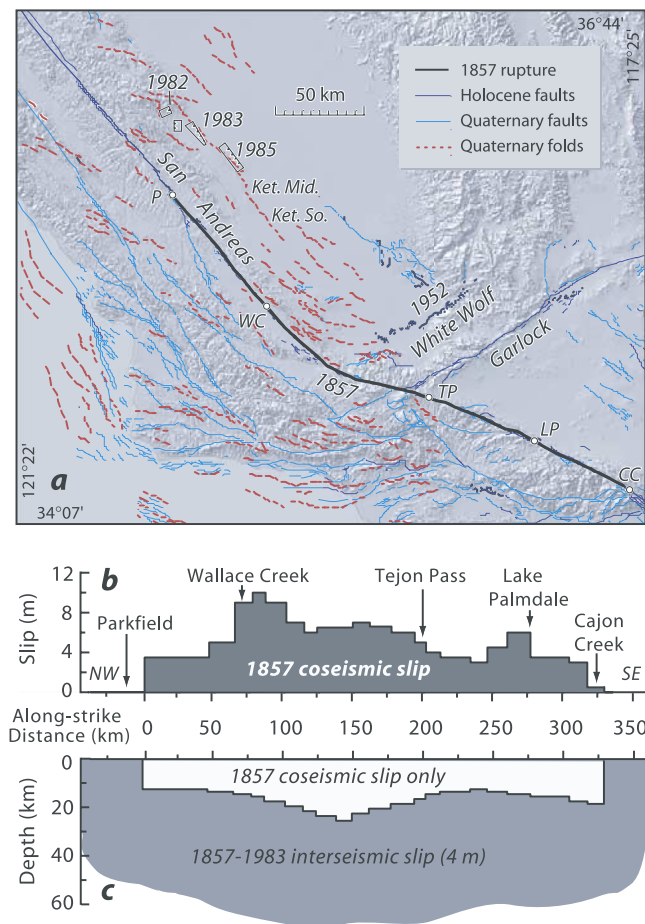 36°44'
117°25'
1982
1983
1985
50 km
1857 rupture
Holocene faults
Quaternary faults
Quaternary folds
P
San
Andreas
Ket. Mid.
Ket. So.
WC
1952
White Wolf
Garlock
1857
TP
LP
CC
121°22'
a
34°07'
b
12
8
4
0
Slip (m)
Parkfield
Wallace Creek
Tejon Pass
Lake
Palmdale
Cajon
Creek
NW
1857 coseismic slip
SE
Along-strike
Distance (km)
0 50 100 150 200 250 300 350
0
20
40
60
Depth (km)
1857 coseismic slip only
1857-1983 interseismic slip (4 m)
c